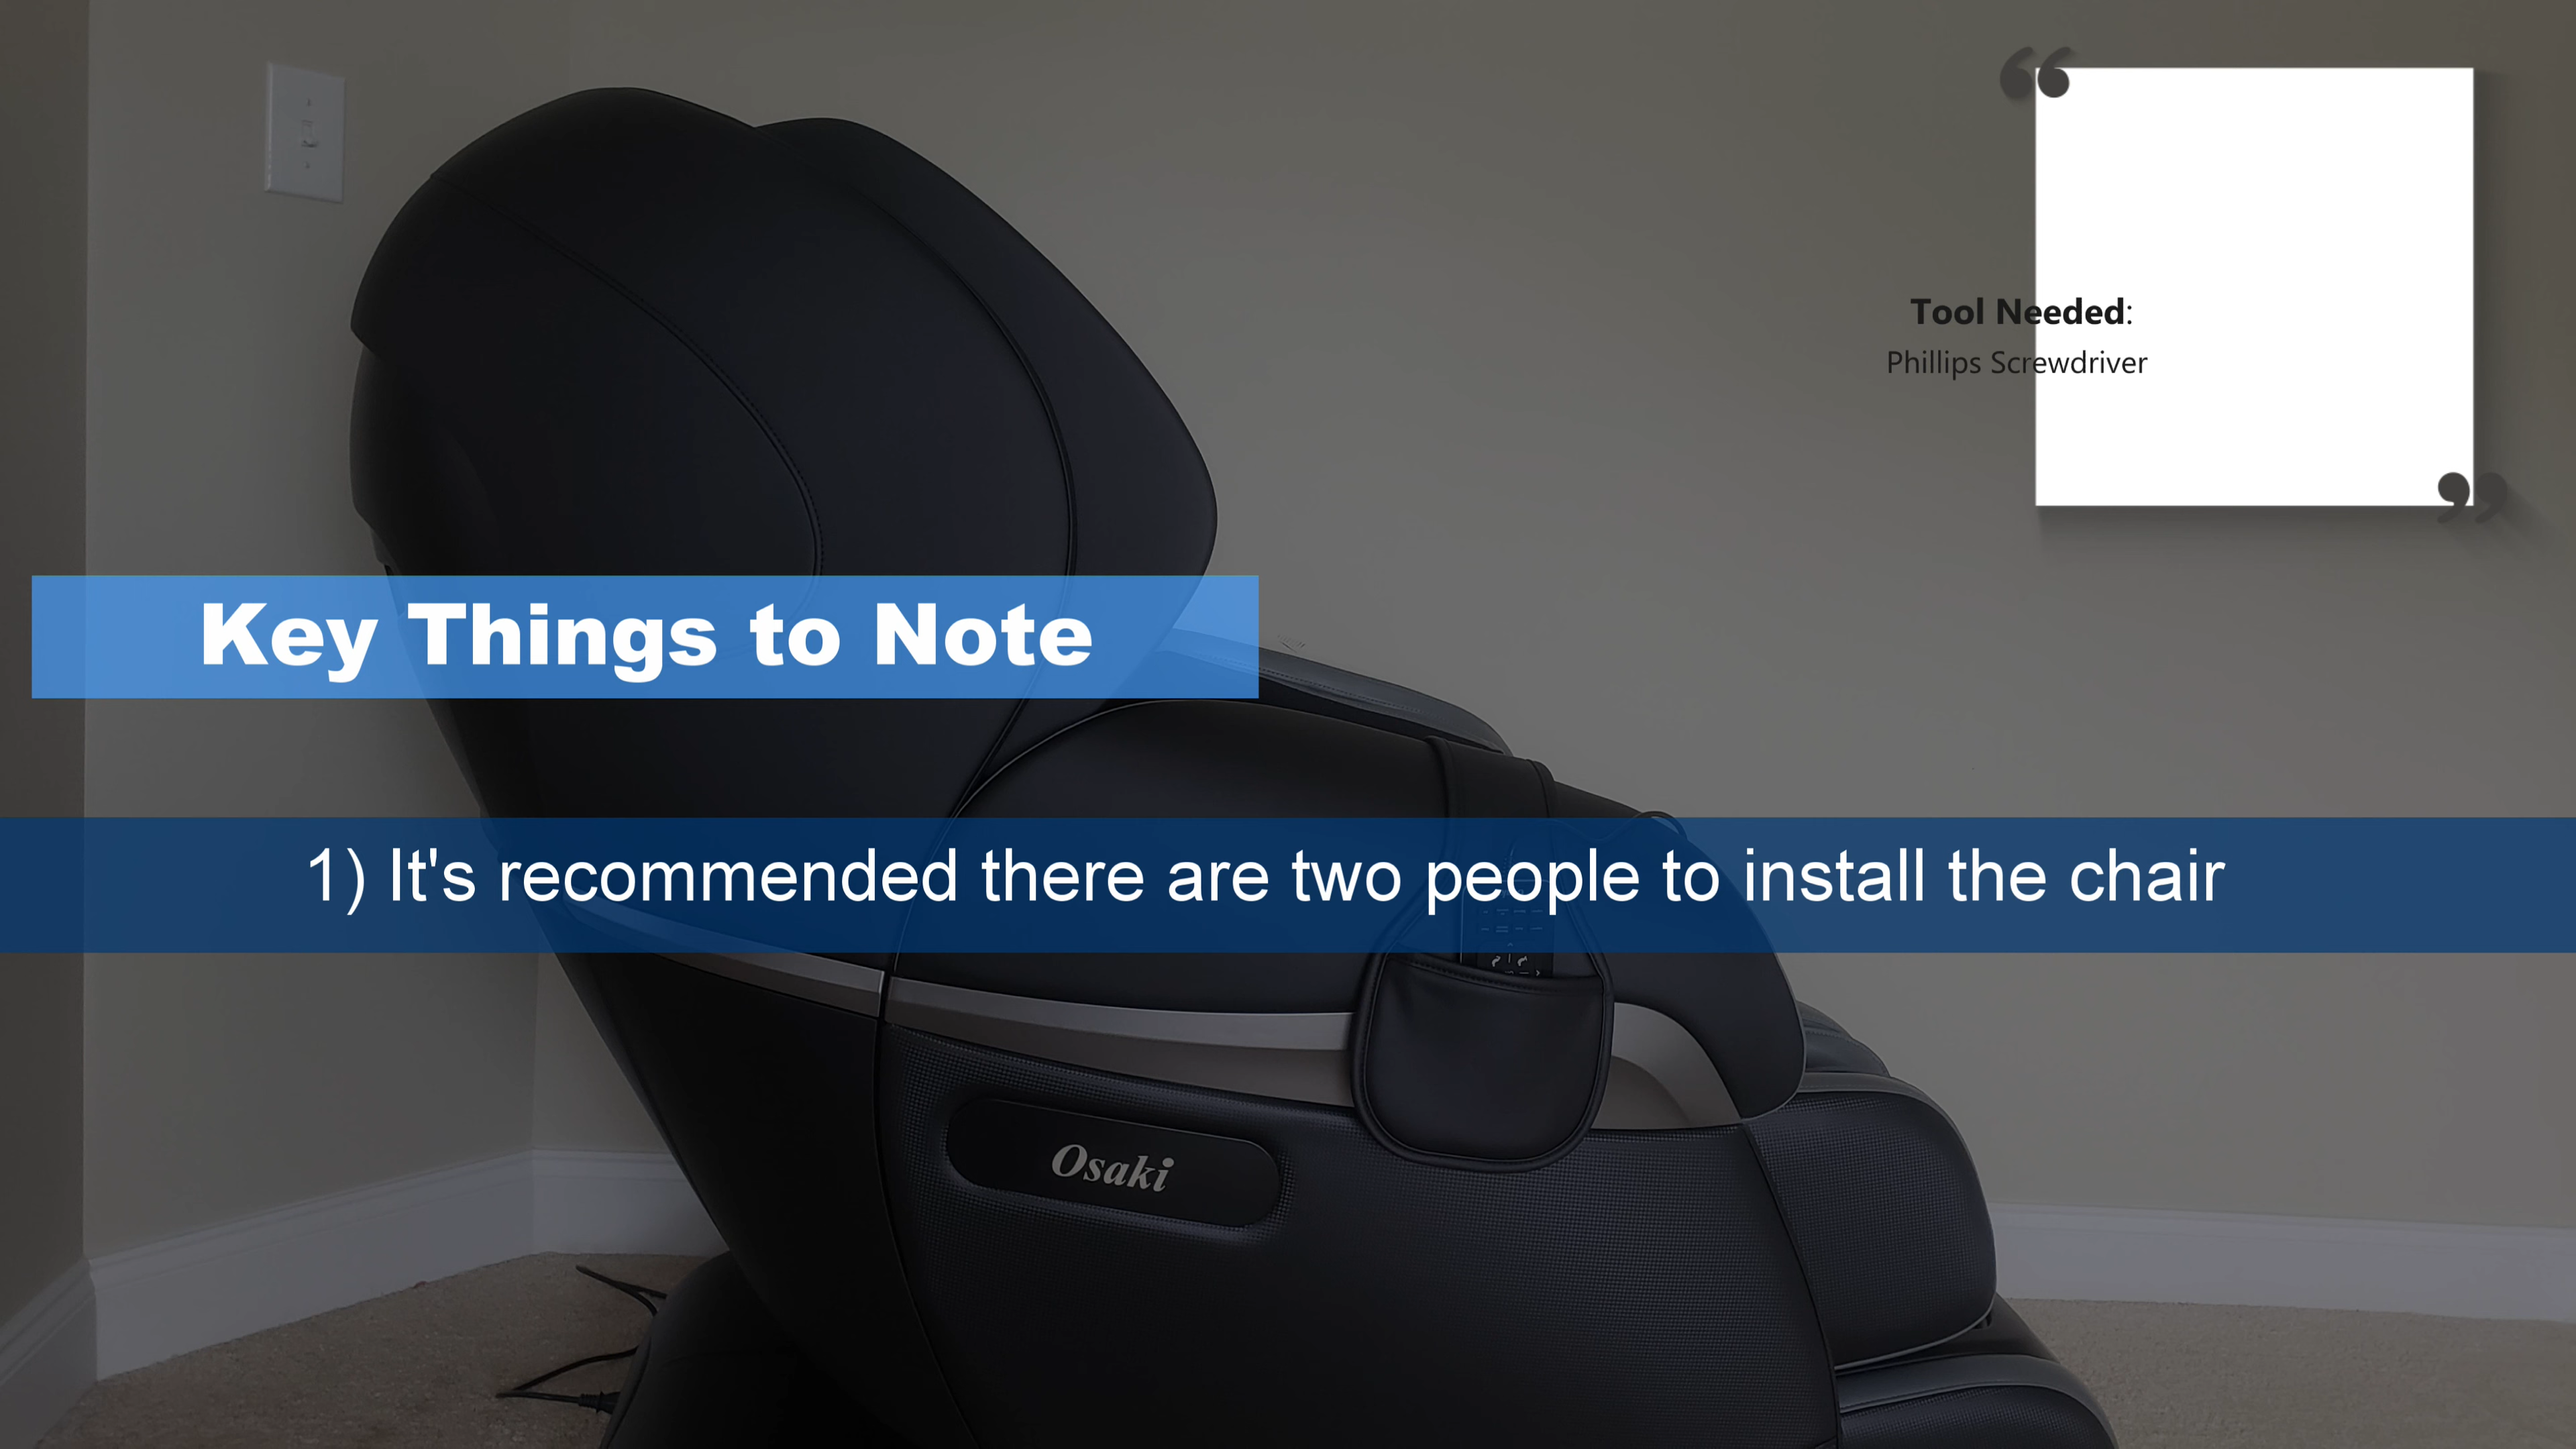 “
Tool Needed:
Phillips Screwdriver
”
Key Things to Note
1) It's recommended there are two people to install the chair
Osaki